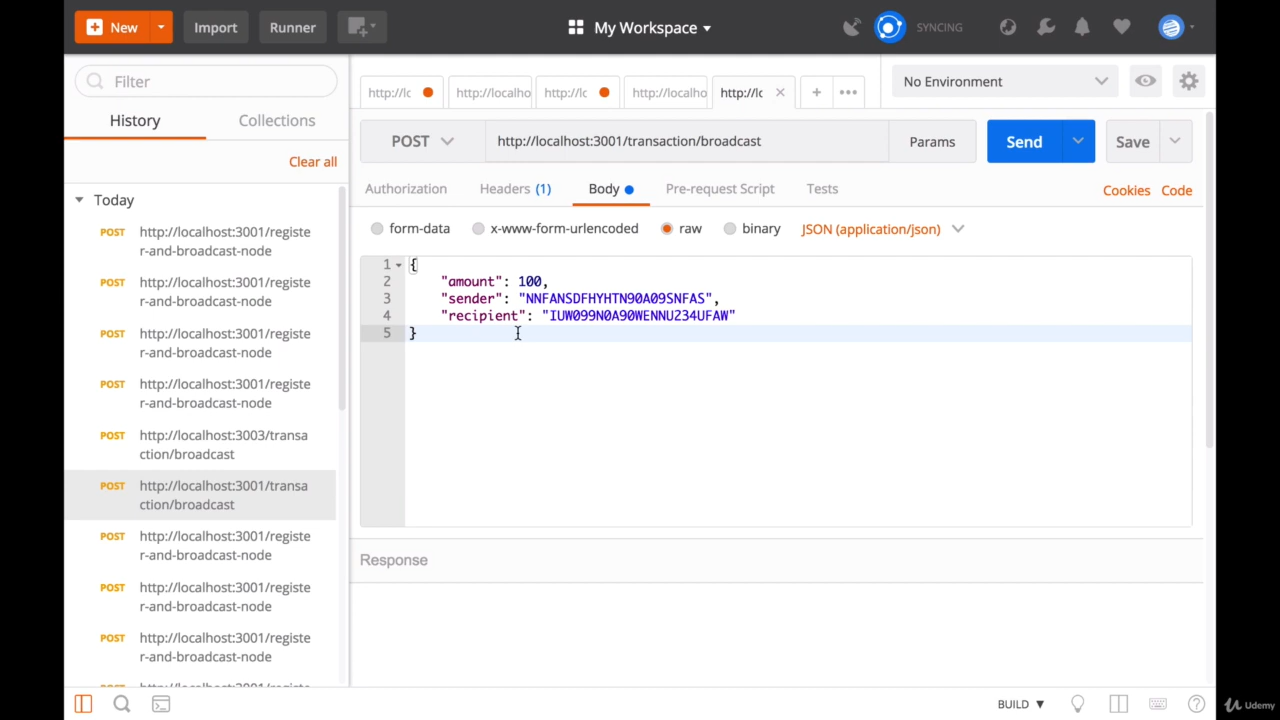 New
Import
Runner
My Workspace
SYNCING
Filter
History
Collections
Clear all
Today
POST http://localhost:3001/registe
r-and-broadcast-node
POST http://localhost:3001/registe
r-and-broadcast-node
POST http://localhost:3001/registe
r-and-broadcast-node
POST http://localhost:3001/registe
r-and-broadcast-node
POST http://localhost:3003/transa
ction/broadcast
POST http://localhost:3001/transa
ction/broadcast
POST http://localhost:3001/registe
r-and-broadcast-node
POST http://localhost:3001/registe
r-and-broadcast-node
POST http://localhost:3001/registe
r-and-broadcast-node
http://lc
http://localho
http://lc
http://localho
http://lc
No Environment
POST
http://localhost:3001/transaction/broadcast
Params
Send
Save
Authorization
Headers (1)
Body
Pre-request Script
Tests
Cookies
Code
form-data
x-www-form-urlencoded
raw
binary
JSON (application/json)
1 {
2 "amount": 100,
3 "sender": "NNFANSDFHYHTN90A09SNFAS",
4 "recipient": "IUW099N0A90WENNU234UFAW"
5 }
Response
BUILD
Udemy